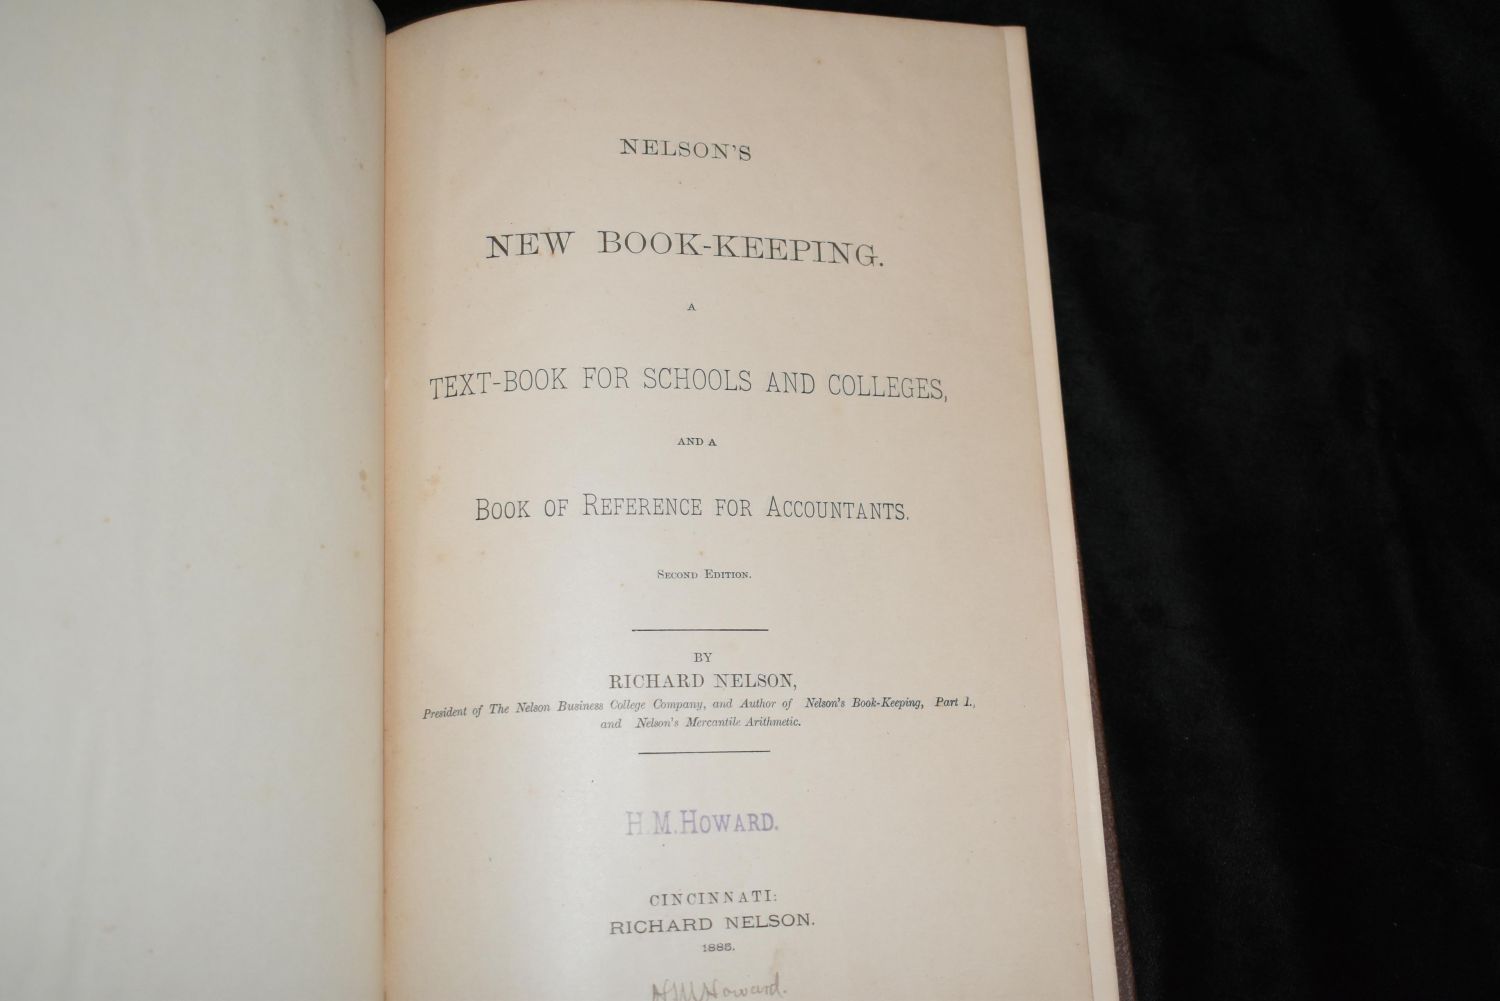 NELSON'S
NEW BOOK-KEEPING.
A
TEXT-BOOK FOR SCHOOLS AND COLLEGES,
AND A
BOOK OF REFERENCE FOR ACCOUNTANTS.
SECOND EDITION.
BY
RICHARD NELSON,
President of The Nelson Business College Company, and Author of Nelson's Book-Keeping, Part 1.,
and Nelson's Mercantile Arithmetic.
H. M. HOWARD.
CINCINNATI:
RICHARD NELSON.
1885.
H M Howard.